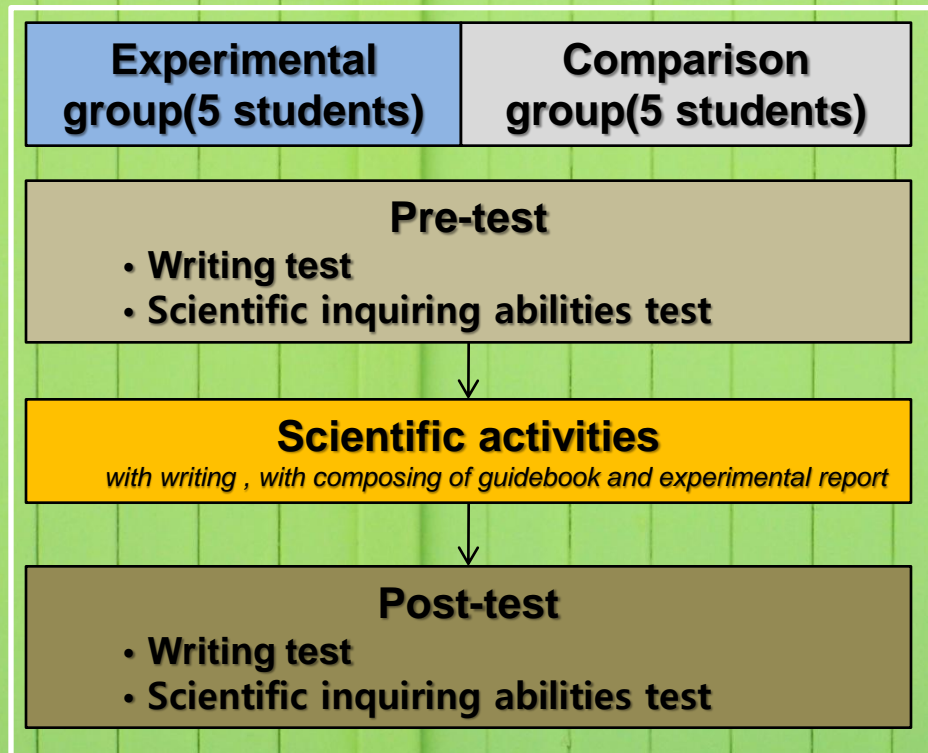 Experimental
group(5 students)
Comparison
group(5 students)
Pre-test
• Writing test
• Scientific inquiring abilities test
Scientific activities
with writing , with composing of guidebook and experimental report
Post-test
• Writing test
• Scientific inquiring abilities test